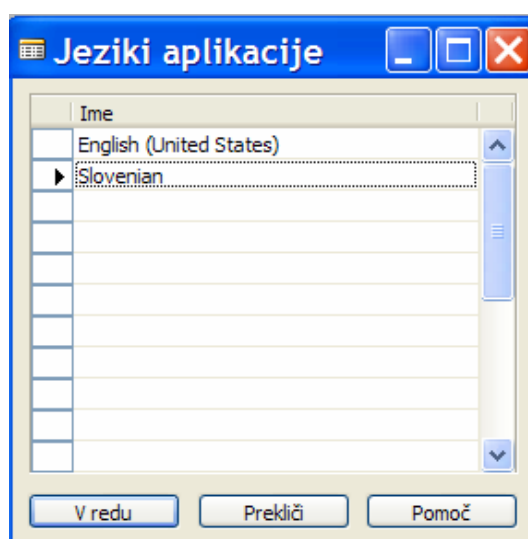 Jeziki aplikacije
Ime
English (United States)
Slovenian
V redu Prekliči Pomoč